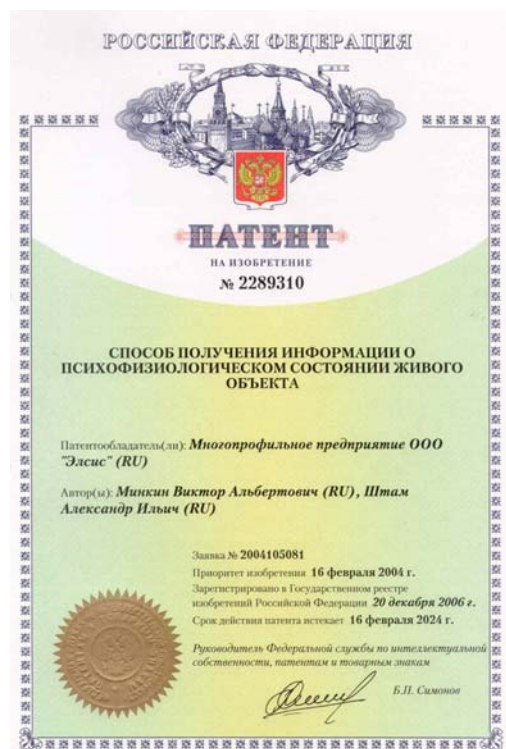 РОССИЙСКАЯ ФЕДЕРАЦИЯ
ПАТЕНТ
НА ИЗОБРЕТЕНИЕ
№ 2289310
СПОСОБ ПОЛУЧЕНИЯ ИНФОРМАЦИИ О
ПСИХОФИЗИОЛОГИЧЕСКОМ СОСТОЯНИИ ЖИВОГО
ОБЪЕКТА
Патентообладатель(ли): Многопрофильное предприятие ООО
"Элсис" (RU)
Автор(ы): Минкин Виктор Альбертович (RU), Штам
Александр Ильич (RU)
Заявка № 2004105081
Приоритет изобретения 16 февраля 2004 г.
Зарегистрировано в Государственном реестре
изобретений Российской Федерации 20 декабря 2006 г.
Срок действия патента истекает 16 февраля 2024 г.
Руководитель Федеральной службы по интеллектуальной
собственности, патентам и товарным знакам
Б.П. Симонов